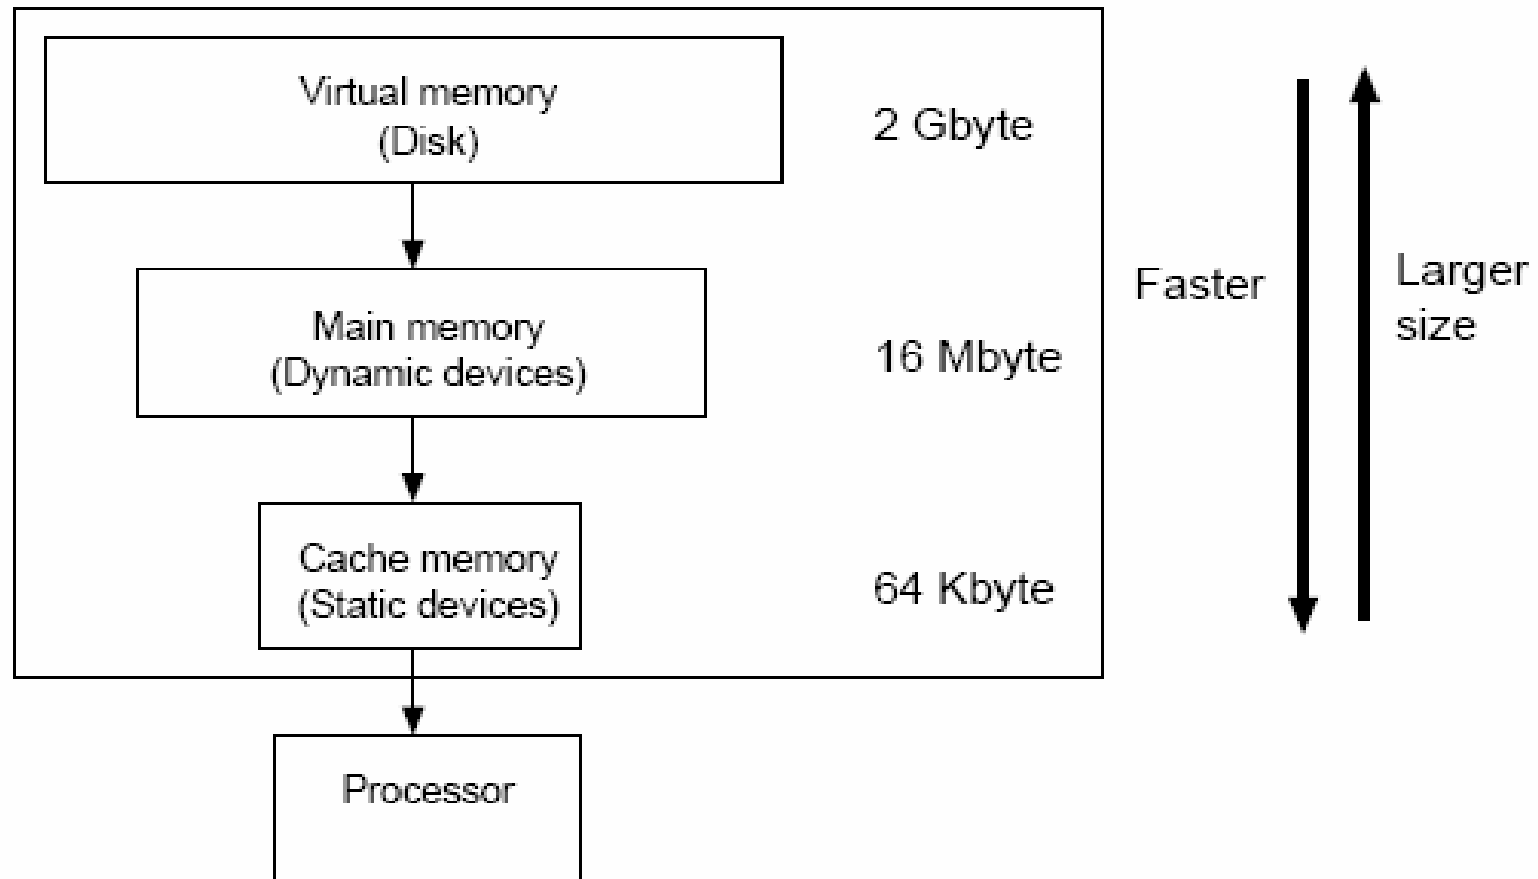 Virtual memory
(Disk)
2 Gbyte
Main memory
(Dynamic devices)
16 Mbyte
Cache memory
(Static devices)
64 Kbyte
Processor
Faster
Larger
size